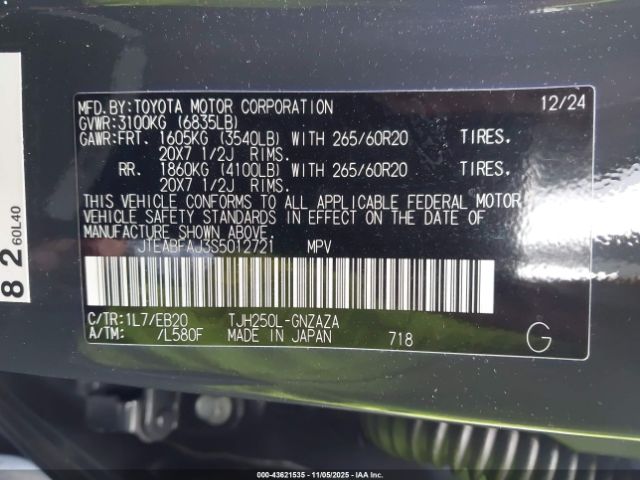 MFD.BY:TOYOTA MOTOR CORPORATION 12/24
GVWR:3100KG (6835LB)
GAWR:FRT. 1605KG (3540LB) WITH 265/60R20 TIRES.
20X7 1/2J RIMS.
RR. 1860KG (4100LB) WITH 265/60R20 TIRES.
20X7 1/2J RIMS.
THIS VEHICLE CONFORMS TO ALL APPLICABLE FEDERAL MOTOR
VEHICLE SAFETY STANDARDS IN EFFECT ON THE DATE OF
MANUFACTURE SHOWN ABOVE.
JTEABFAJ3S5012721 MPV
C/TR:1L7/EB20 TJH250L-GNZAZA
A/TM: /L580F MADE IN JAPAN 718 G
8 2 60L40
000-43621535 - 11/05/2025 - IAAI.CA